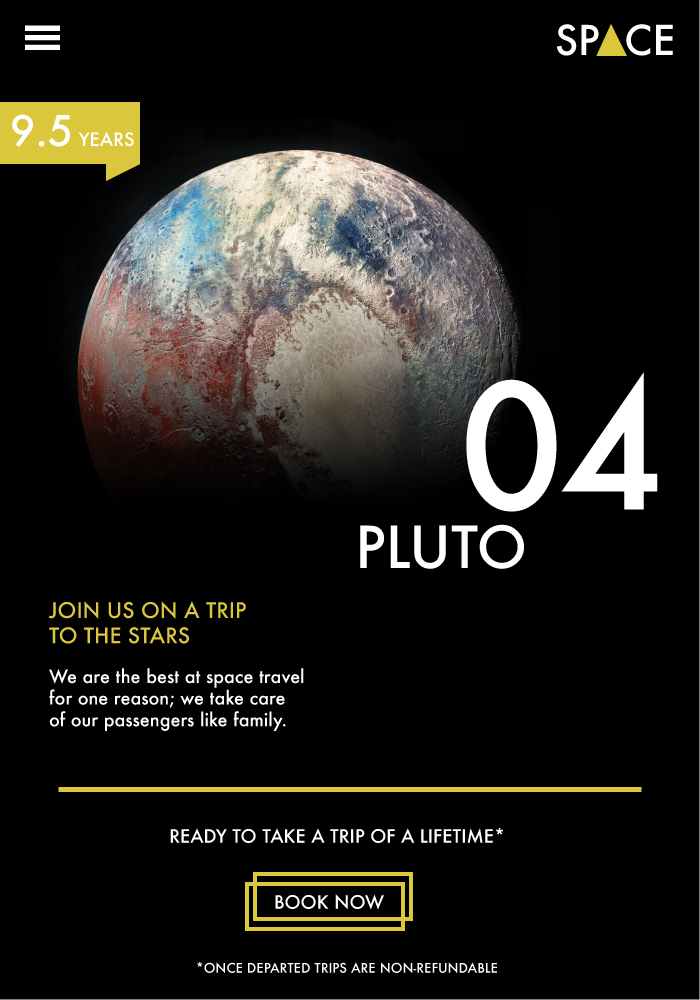 SPACE
9.5 YEARS
04
PLUTO
JOIN US ON A TRIP
TO THE STARS
We are the best at space travel
for one reason; we take care
of our passengers like family.
READY TO TAKE A TRIP OF A LIFETIME*
BOOK NOW
*ONCE DEPARTED TRIPS ARE NON-REFUNDABLE